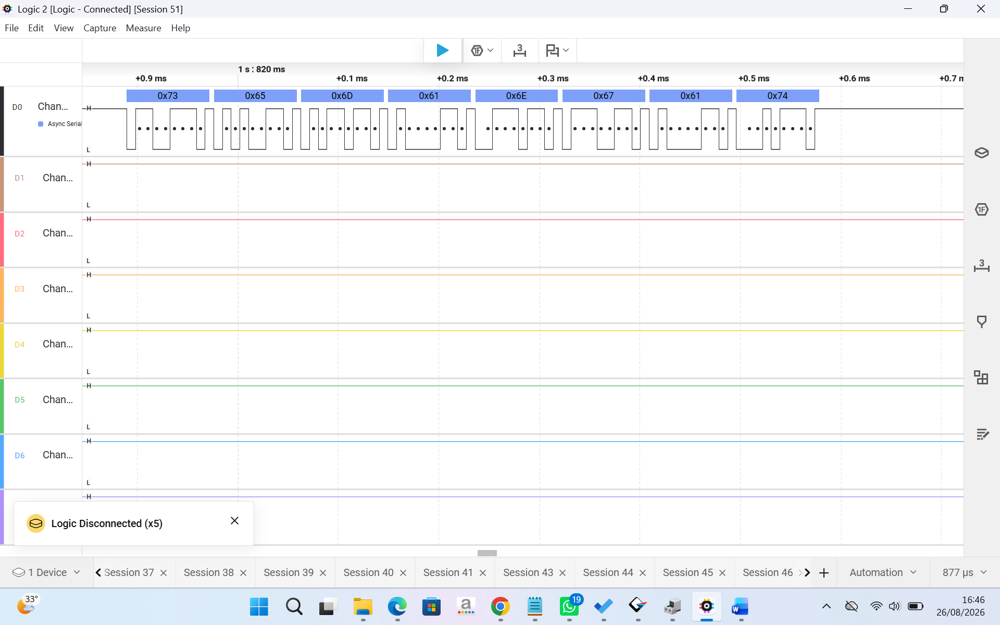 Logic 2 [Logic - Connected] [Session 51]
File Edit View Capture Measure Help
1F 3
1 s : 820 ms
+0.9 ms +0.1 ms +0.2 ms +0.3 ms +0.4 ms +0.5 ms +0.6 ms +0.7 m
0x73 0x65 0x6D 0x61 0x6E 0x67 0x61 0x74
D0 Chan... H
Async Serial
L
H
D1 Chan...
L
H
D2 Chan...
L
H
D3 Chan...
L
H
D4 Chan...
L
H
D5 Chan...
L
H
D6 Chan...
L
H
1F
3
Logic Disconnected (x5)
1 Device Session 37 Session 38 Session 39 Session 40 Session 41 Session 43 Session 44 Session 45 Session 46 Automation 877 µs
33°
a
19
W
16:46
26/08/2026